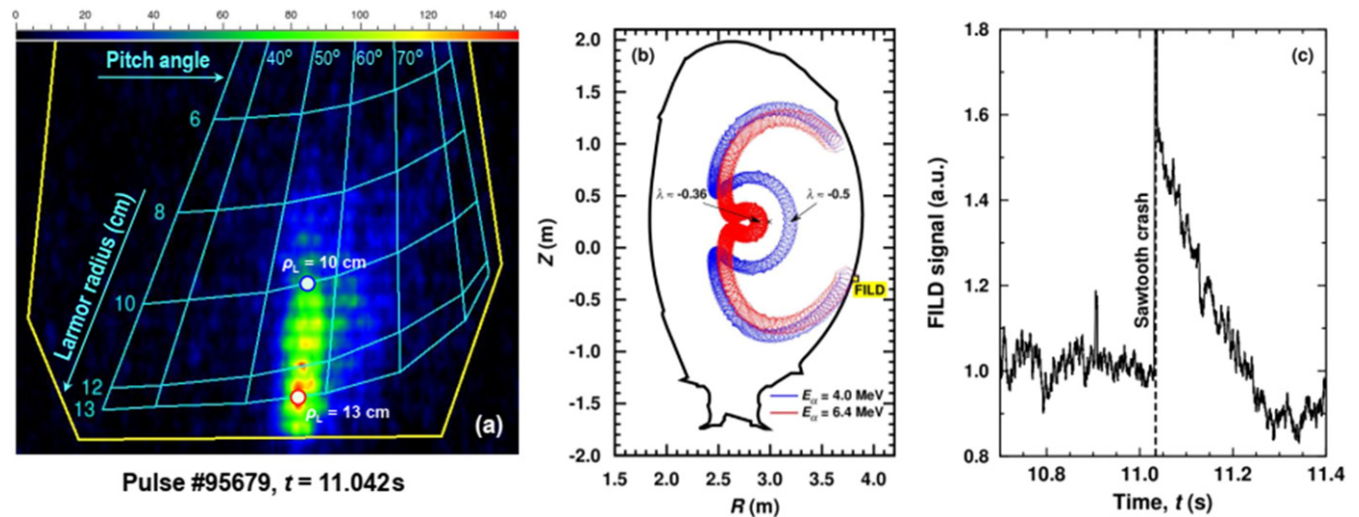 0 20 40 60 80 100 120 140
Pitch angle
40° 50° 60° 70°
6
8
10
12
13
Larmor radius (cm)
ρL = 10 cm
ρL = 13 cm
(a)
Pulse #95679, t = 11.042s
(b)
2.0
1.5
1.0
0.5
0.0
-0.5
-1.0
-1.5
-2.0
Z (m)
λ ≈ -0.36
λ ≈ -0.5
FILD
Eα = 4.0 MeV
Eα = 6.4 MeV
1.5 2.0 2.5 3.0 3.5 4.0
R (m)
(c)
1.8
1.6
1.4
1.2
1.0
0.8
FILD signal (a.u.)
Sawtooth crash
10.8 11.0 11.2 11.4
Time, t (s)